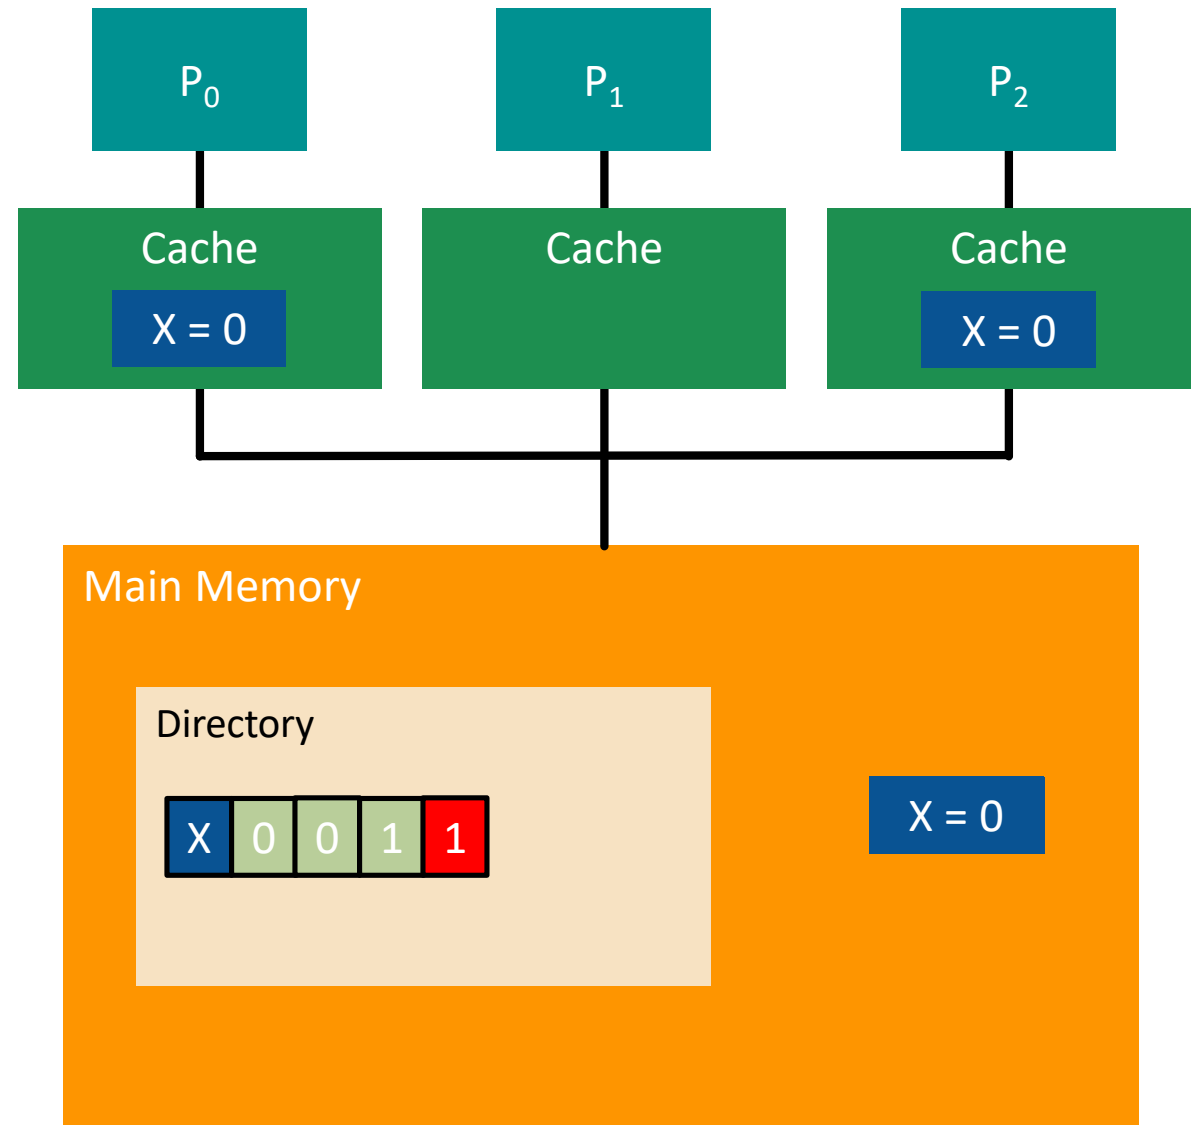 P₀ P₁ P₂
Cache Cache Cache
X = 0 X = 0
Main Memory
Directory
X 0 0 1 1
X = 0